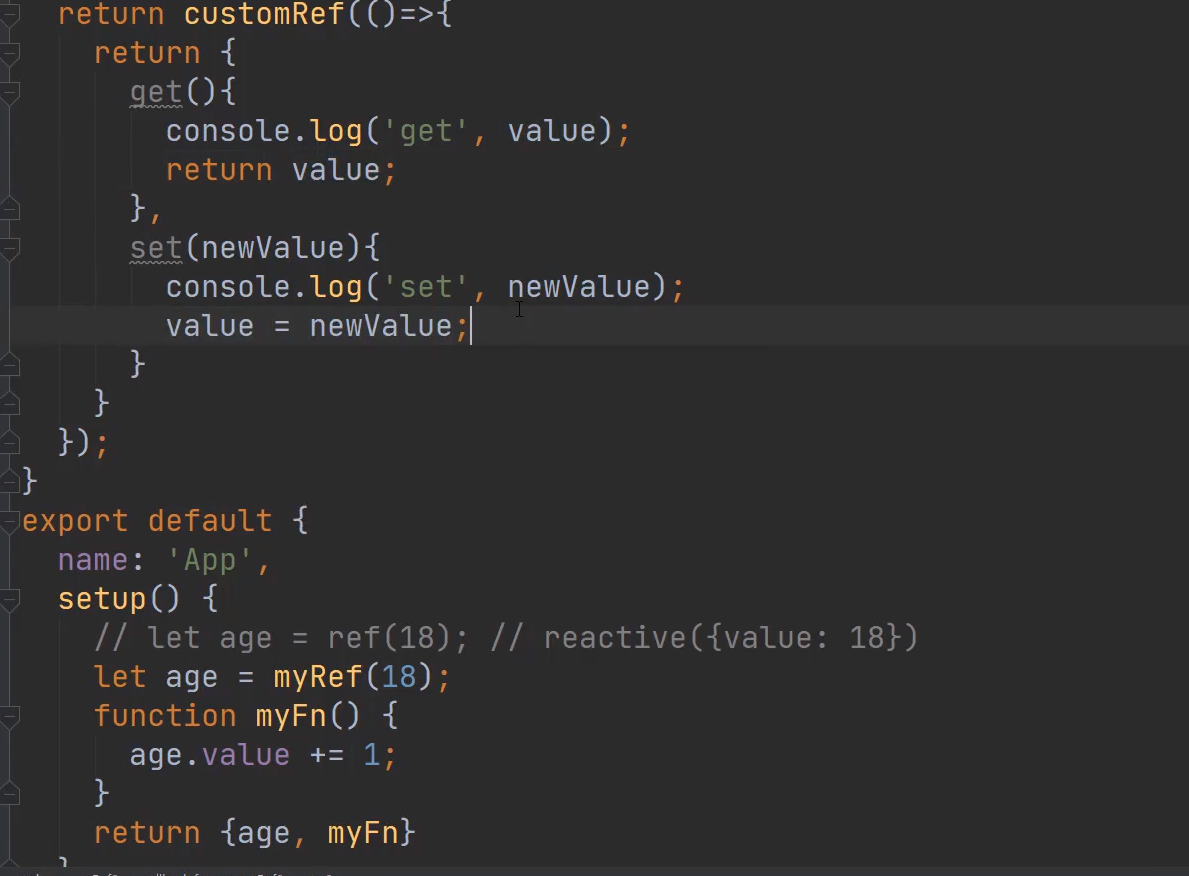 return customRef(()=>{
return {
get(){
console.log('get', value);
return value;
},
set(newValue){
console.log('set', newValue);
value = newValue;
}
}
});
}
export default {
name: 'App',
setup() {
// let age = ref(18); // reactive({value: 18})
let age = myRef(18);
function myFn() {
age.value += 1;
}
return {age, myFn}
}